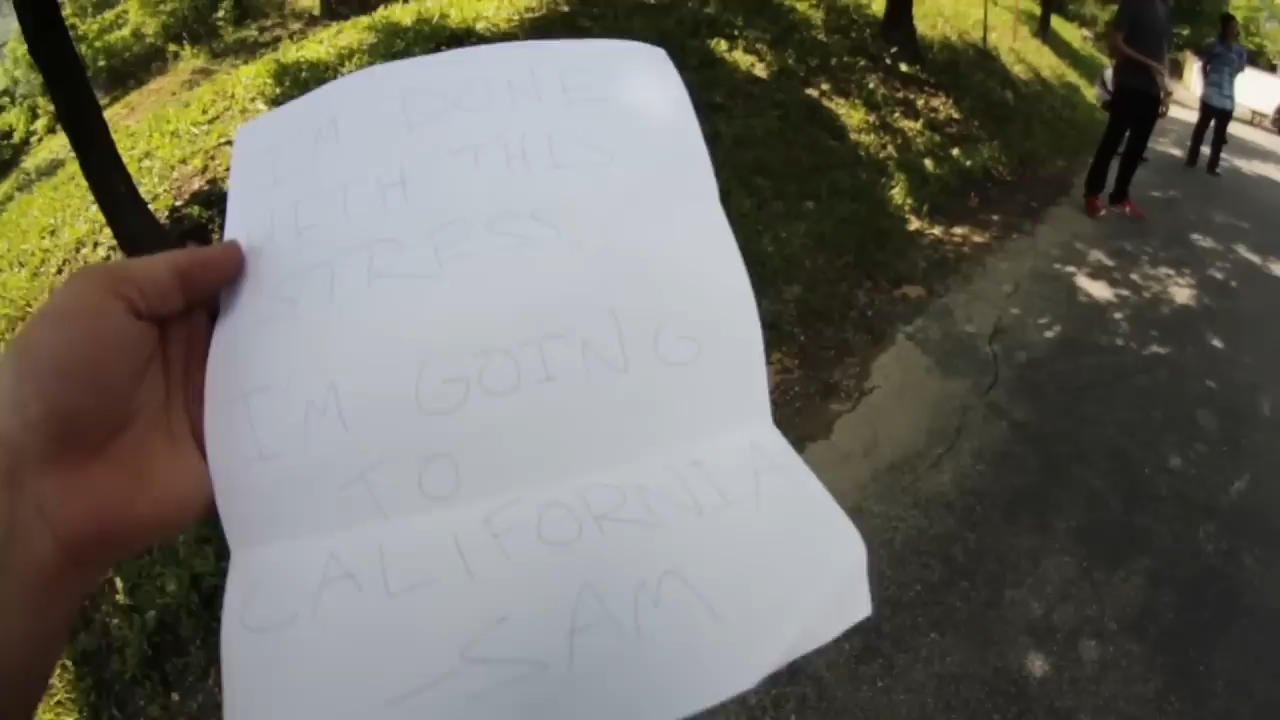 I'M DONE
WITH THIS
STRESS
I'M GOING
TO
CALIFORNIA
SAM